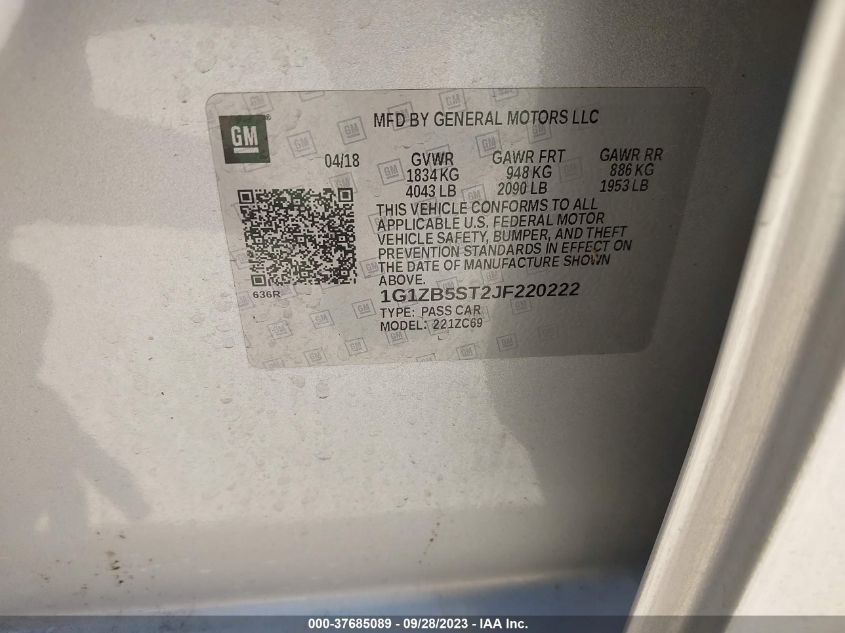 GM ®
MFD BY GENERAL MOTORS LLC
04/18 GVWR GAWR FRT GAWR RR
1834 KG 948 KG 886 KG
4043 LB 2090 LB 1953 LB
THIS VEHICLE CONFORMS TO ALL
APPLICABLE U.S. FEDERAL MOTOR
VEHICLE SAFETY, BUMPER, AND THEFT
PREVENTION STANDARDS IN EFFECT ON
THE DATE OF MANUFACTURE SHOWN
ABOVE.
636R
1G1ZB5ST2JF220222
TYPE: PASS CAR
MODEL: 221ZC69
000-37685089 / 09/28/2023 - IAA Inc.